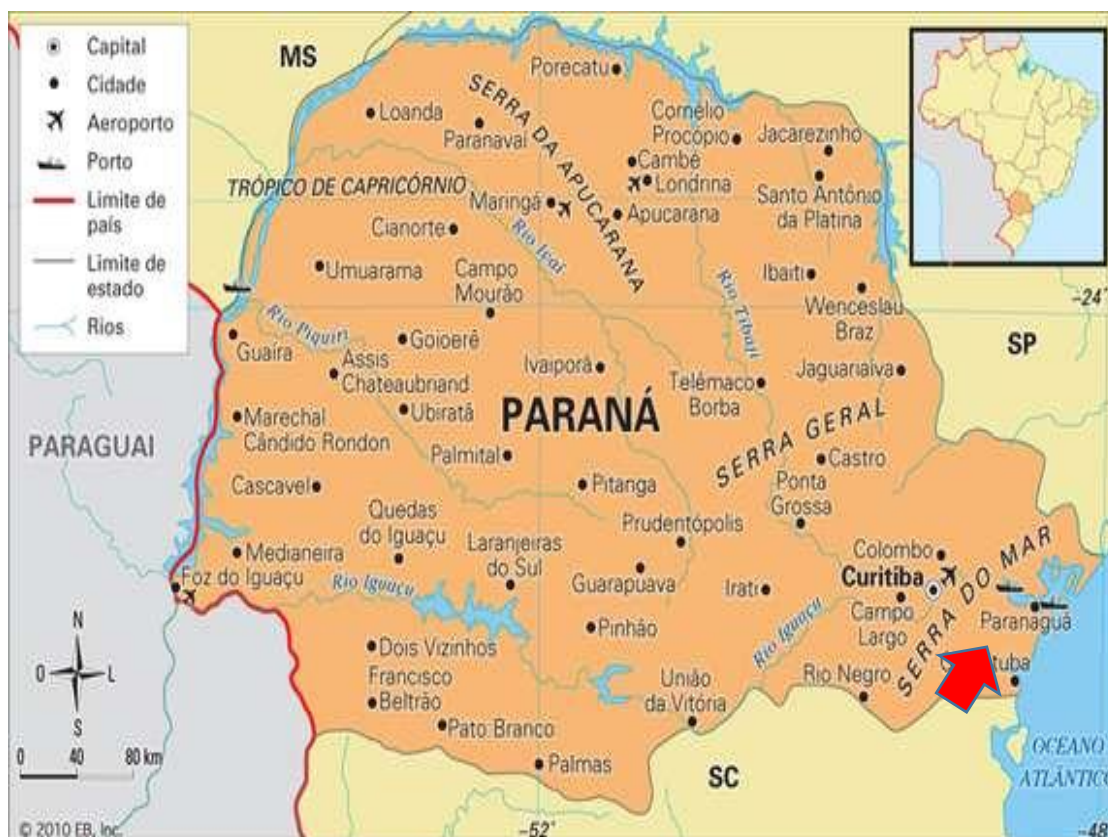 Capital
Cidade
Aeroporto
Porto
Limite de
país
Limite de
estado
Rios
MS
Porecatu
Loanda
Paranavaí
SERRA DA APUCARANA
Cornélio
Procópio
Jacarezinho
Cambé
Londrina
Santo Antônio
da Platina
TRÓPICO DE CAPRICÓRNIO
Maringá
Apucarana
Cianorte
Rio Ivaí
Umuarama
Campo
Mourão
Ibaiti
Rio Tibaji
Wenceslau
Braz
-24
Rio Piquiri
Guaíra
Goioerê
SP
Assis
Chateaubriand
Ivaiporã
Jaguariaíva
Telêmaco
Borba
Ubiratã
PARANÁ
Marechal
Cândido Rondon
PARAGUAI
SERRA GERAL
Palmital
Castro
Cascavel
Pitanga
Ponta
Grossa
Quedas
do Iguaçu
Prudentópolis
Medianeira
Laranjeiras
do Sul
Colombo
SERRA DO MAR
Foz do Iguaçu
Rio Iguaçu
Guarapuava
Irati
Curitiba
Campo
Largo
Paranaguá
Rio Iguaçu
Pinhão
N
O
L
S
Dois Vizinhos
Francisco
Beltrão
União
da Vitória
Rio Negro
Pato Branco
0 40 80 km
Palmas
SC
OCEANO
ATLÂNTICO
© 2010 EB, Inc.
-52
-48